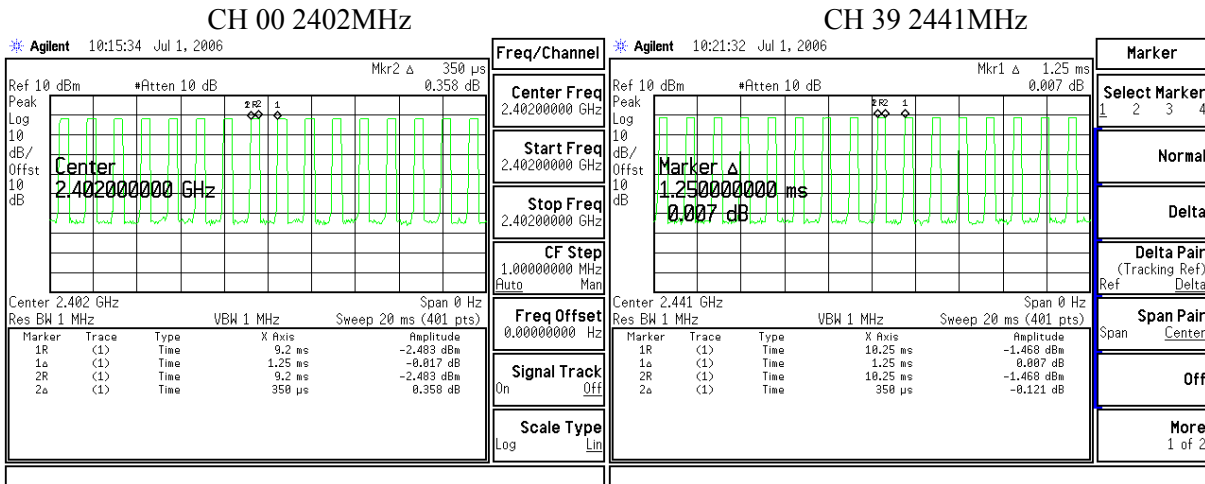 CH 00 2402MHz
CH 39 2441MHz
Agilent 10:15:34 Jul 1, 2006
Freq/Channel
Mkr2 Δ 350 µs
Ref 10 dBm #Atten 10 dB 0.358 dB
Peak
Log
10
dB/
Offst
10
dB
1R 2R 2 1
Center
2.402000000 GHz
Center 2.402 GHz Span 0 Hz
Res BW 1 MHz VBW 1 MHz Sweep 20 ms (401 pts)
Marker Trace Type X Axis Amplitude
1R (1) Time 9.2 ms -2.483 dBm
1Δ (1) Time 1.25 ms -0.017 dB
2R (1) Time 9.2 ms -2.483 dBm
2Δ (1) Time 350 µs 0.358 dB
Center Freq
2.40200000 GHz
Start Freq
2.40200000 GHz
Stop Freq
2.40200000 GHz
CF Step
1.00000000 MHz
Auto Man
Freq Offset
0.00000000 Hz
Signal Track
On Off
Scale Type
Log Lin
Agilent 10:21:32 Jul 1, 2006
Marker
Mkr1 Δ 1.25 ms
Ref 10 dBm #Atten 10 dB 0.007 dB
Peak
Log
10
dB/
Offst
10
dB
2R 1
Marker Δ
1.250000000 ms
0.007 dB
Center 2.441 GHz Span 0 Hz
Res BW 1 MHz VBW 1 MHz Sweep 20 ms (401 pts)
Marker Trace Type X Axis Amplitude
1R (1) Time 10.25 ms -1.468 dBm
1Δ (1) Time 1.25 ms 0.007 dB
2R (1) Time 10.25 ms -1.468 dBm
2Δ (1) Time 350 µs -0.121 dB
Select Marker
1 2 3 4
Normal
Delta
Delta Pair
(Tracking Ref)
Ref Delta
Span Pair
Span Center
Off
More
1 of 2